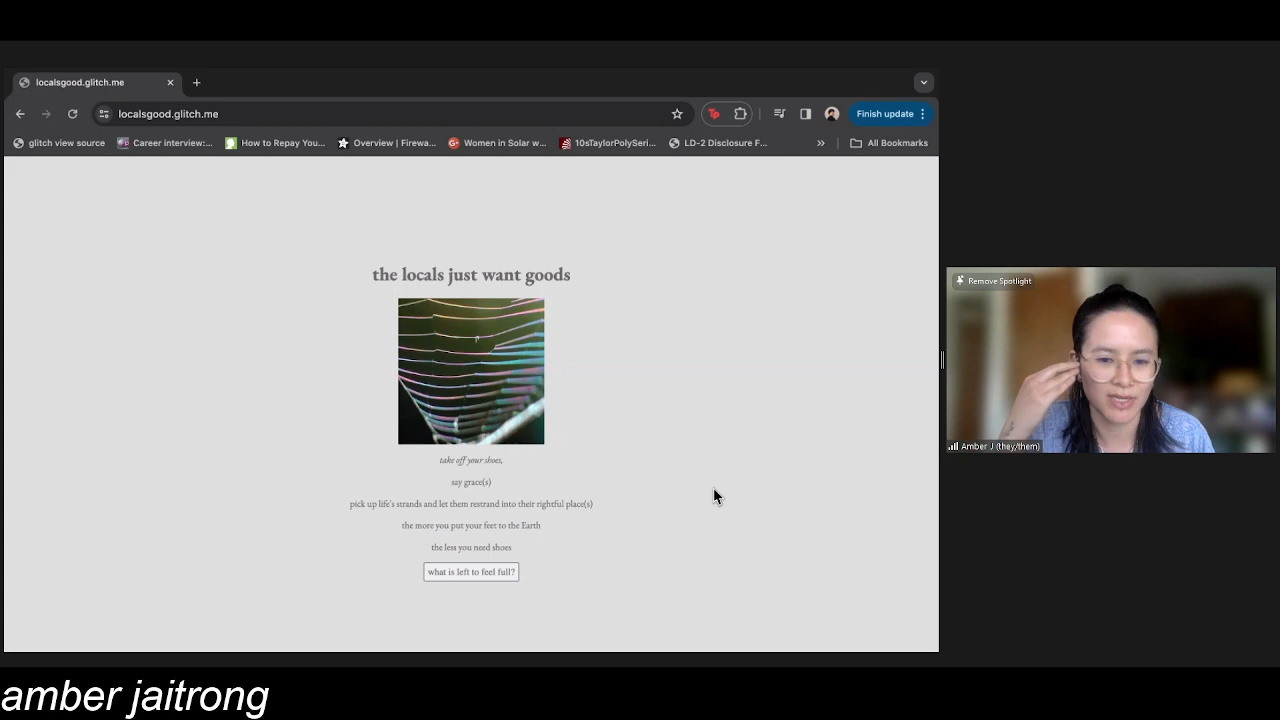 localsgood.glitch.me
localsgood.glitch.me
Finish update
glitch view source
Career interview:...
How to Repay You...
Overview | Firewa...
Women in Solar w...
10sTaylorPolySeri...
LD-2 Disclosure F...
All Bookmarks
the locals just want goods
take off your shoes,
say grace(s)
pick up life's strands and let them restrand into their rightful place(s)
the more you put your feet to the Earth
the less you need shoes
what is left to feel full?
Remove Spotlight
Amber J (they/them)
amber jaitrong